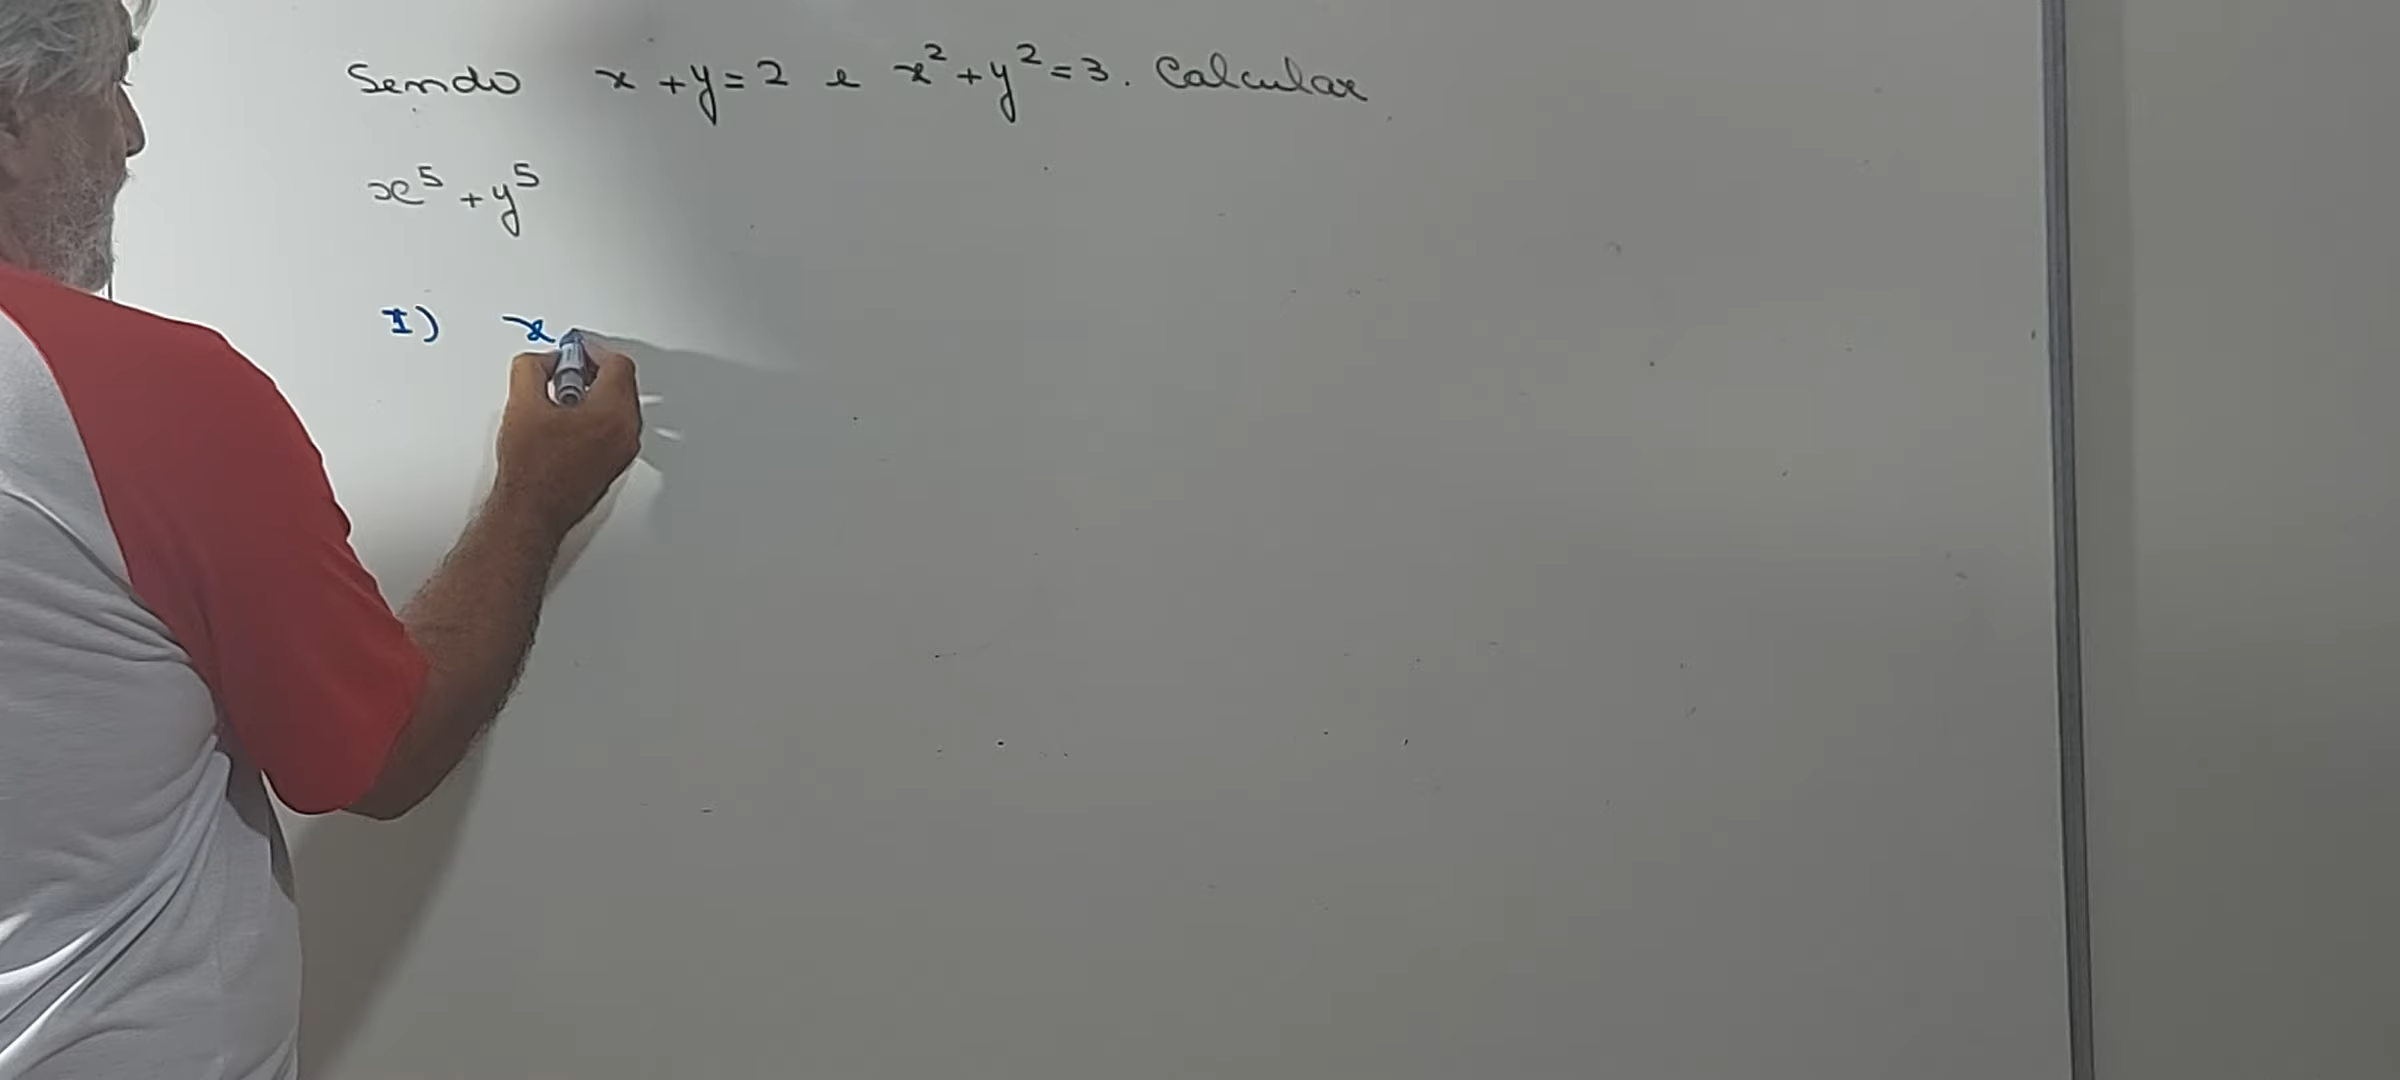 Sendo x + y = 2 e x² + y² = 3. Calcular
x⁵ + y⁵
I) x